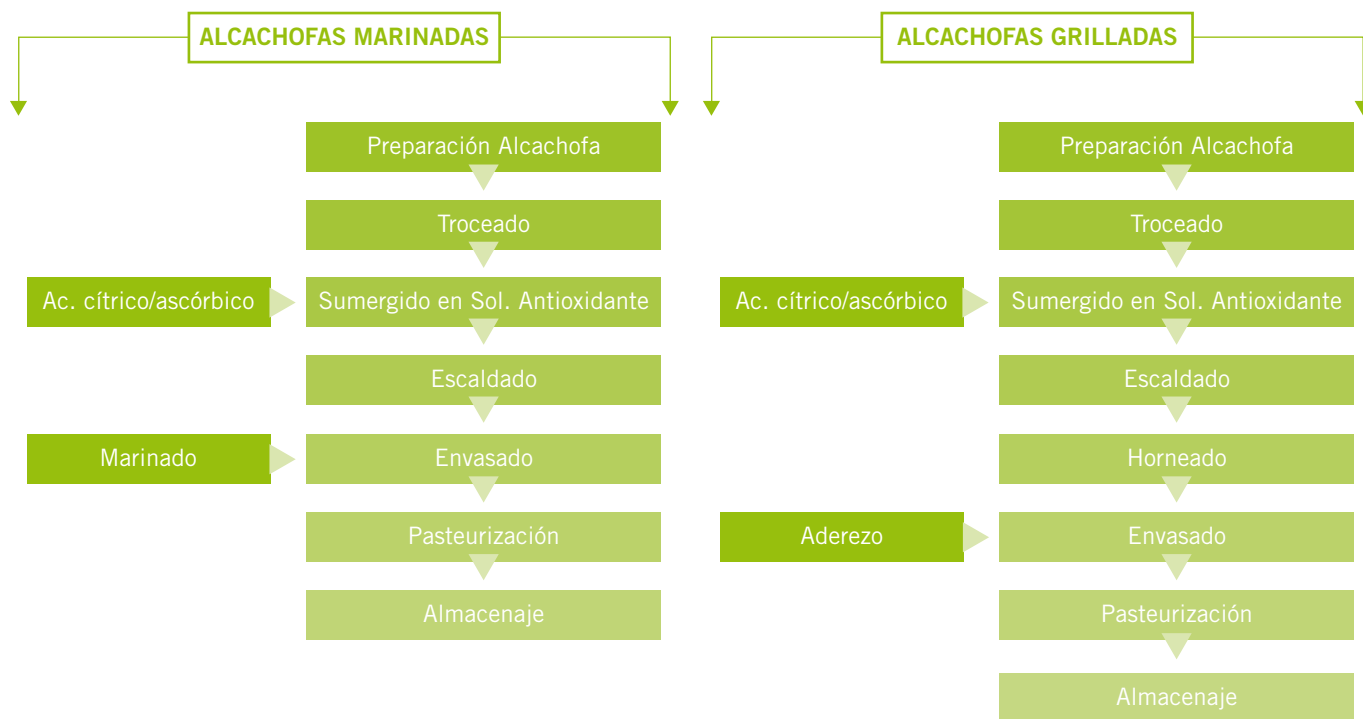 ALCACHOFAS MARINADAS
Preparación Alcachofa
Troceado
Ac. cítrico/ascórbico
Sumergido en Sol. Antioxidante
Escaldado
Marinado
Envasado
Pasteurización
Almacenaje
ALCACHOFAS GRILLADAS
Preparación Alcachofa
Troceado
Ac. cítrico/ascórbico
Sumergido en Sol. Antioxidante
Escaldado
Horneado
Aderezo
Envasado
Pasteurización
Almacenaje